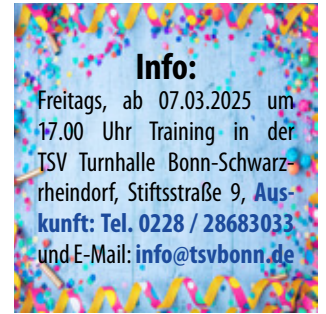 Info:
Freitags, ab 07.03.2025 um
17.00 Uhr Training in der
TSV Turnhalle Bonn-Schwarz-
rheindorf, Stiftsstraße 9, Aus-
kunft: Tel. 0228 / 28683033
und E-Mail: info@tsvbonn.de